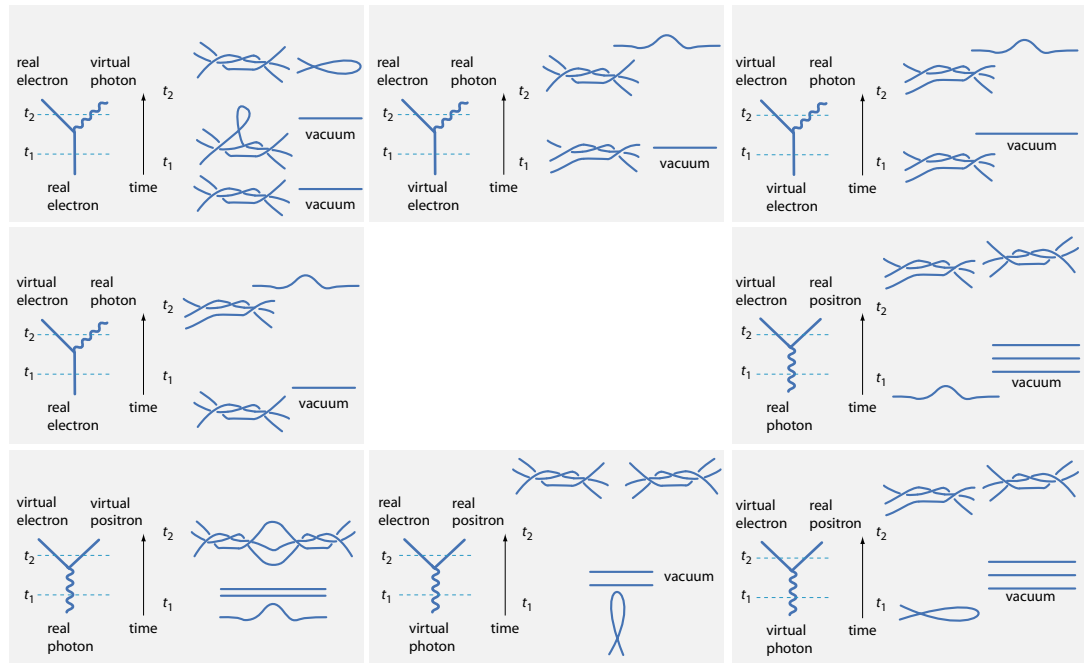 real virtual
electron photon
t2
t2
t1
vacuum
t1
vacuum
real
electron
time
real real
electron photon
t2
t2
t1
t1
vacuum
virtual
electron
time
virtual real
electron photon
t2
t2
t1
t1
vacuum
virtual
electron
time
virtual real
electron photon
t2
t2
t1
t1
vacuum
real
electron
time
virtual real
electron positron
t2
t2
t1
t1
vacuum
real
photon
time
virtual virtual
electron positron
t2
t2
t1
t1
real
photon
time
real real
electron positron
t2
t2
vacuum
t1
t1
virtual
photon
time
virtual real
electron positron
t2
t2
t1
t1
vacuum
virtual
photon
time